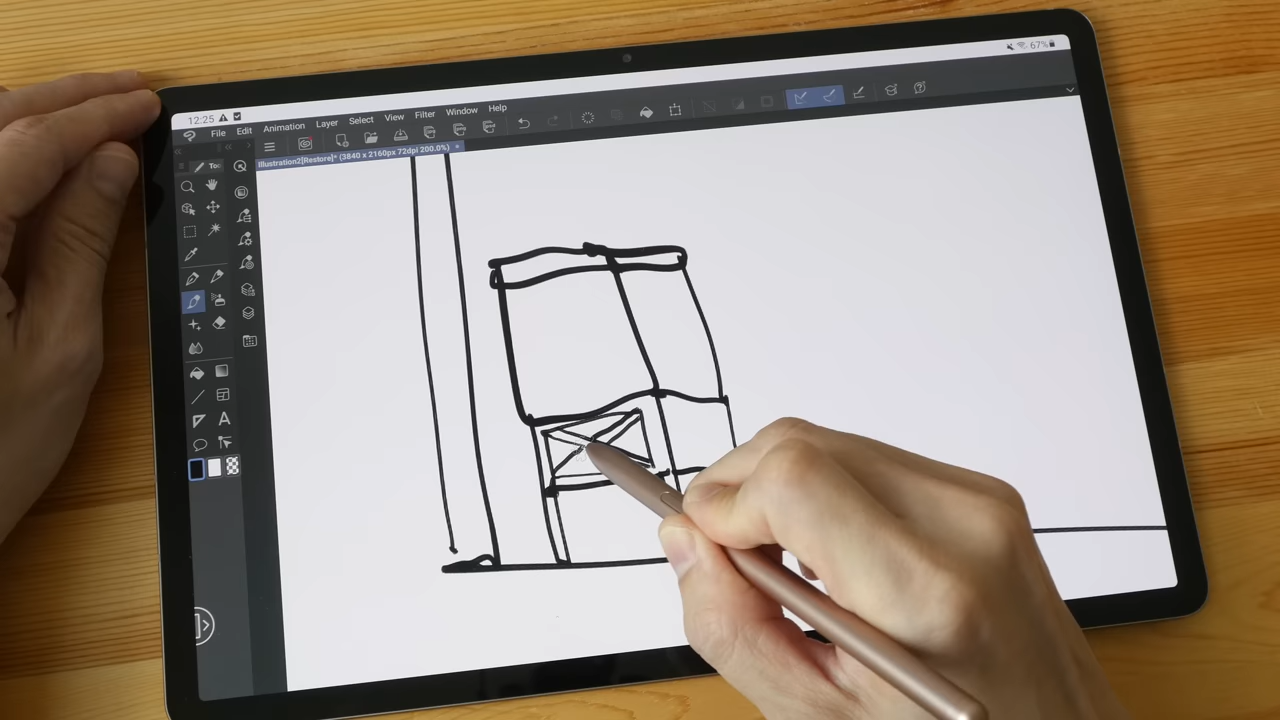 12:25
67%
File Edit Animation Layer Select View Filter Window Help
Illustration2[Restore]* (3840 x 2160px 72dpi 200.0%)
Too
A